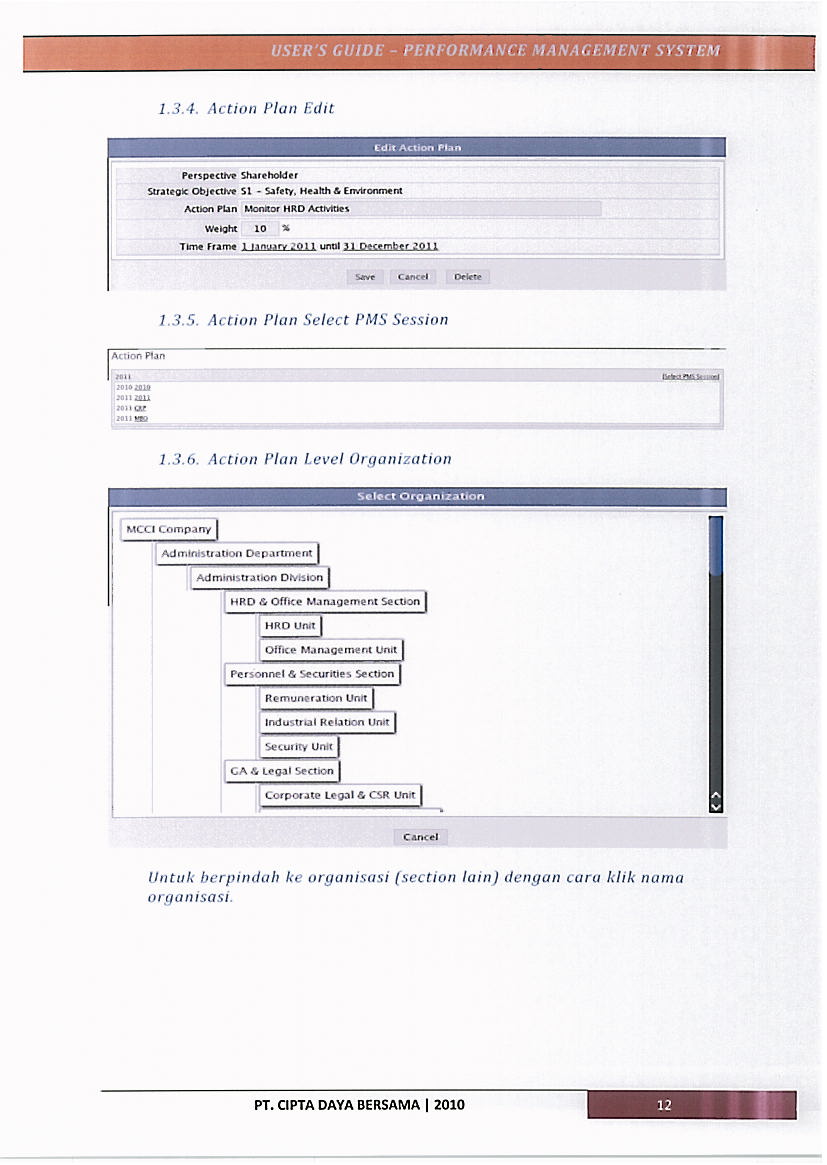 USER'S GUIDE – PERFORMANCE MANAGEMENT SYSTEM
1.3.4. Action Plan Edit
Edit Action Plan
Perspective Shareholder
Strategic Objective S1 - Safety, Health & Environment
Action Plan Monitor HRD Activities
Weight 10 %
Time Frame 1 January 2011 until 31 December 2011
Save Cancel Delete
1.3.5. Action Plan Select PMS Session
Action Plan
2011 [Select PMS Session]
2010 2010
2011 2011
2011 CRP
2011 MBO
1.3.6. Action Plan Level Organization
Select Organization
MCCI Company
Administration Department
Administration Division
HRD & Office Management Section
HRD Unit
Office Management Unit
Personnel & Securities Section
Remuneration Unit
Industrial Relation Unit
Security Unit
GA & Legal Section
Corporate Legal & CSR Unit
Cancel
Untuk berpindah ke organisasi (section lain) dengan cara klik nama
organisasi.
PT. CIPTA DAYA BERSAMA | 2010 12